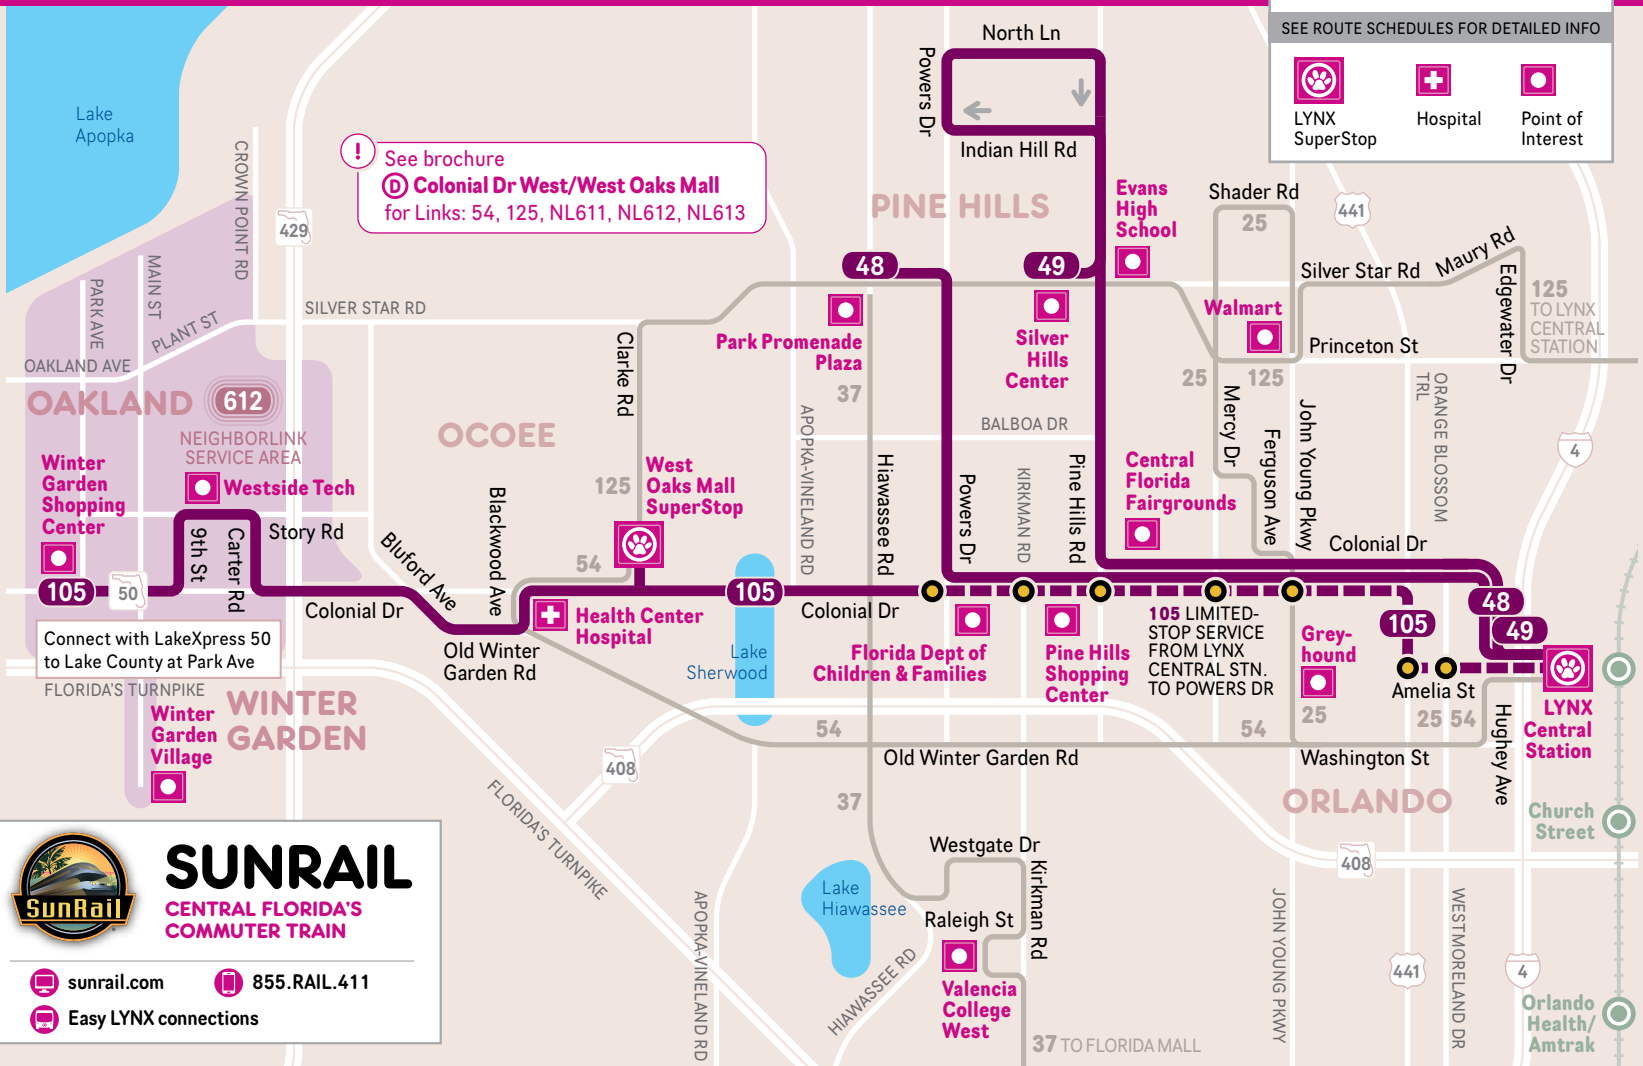 SEE ROUTE SCHEDULES FOR DETAILED INFO
LYNX
SuperStop
Hospital
Point of
Interest
North Ln
Powers Dr
Indian Hill Rd
Lake
Apopka
CROWN POINT RD
429
!
See brochure
D Colonial Dr West/West Oaks Mall
for Links: 54, 125, NL611, NL612, NL613
PINE HILLS
Evans
High
School
Shader Rd
25
441
48
49
Silver Star Rd
Maury Rd
Edgewater Dr
125
TO LYNX
CENTRAL
STATION
PARK AVE
MAIN ST
PLANT ST
SILVER STAR RD
OAKLAND AVE
Clarke Rd
Park Promenade
Plaza
37
Silver
Hills
Center
Walmart
Princeton St
25
125
OAKLAND
612
NEIGHBORLINK
SERVICE AREA
OCOEE
APOPKA-VINELAND RD
BALBOA DR
Mercy Dr
Ferguson Ave
John Young Pkwy
ORANGE BLOSSOM
TRL
4
Winter
Garden
Shopping
Center
Westside Tech
125
West
Oaks Mall
SuperStop
Blackwood Ave
Hiawassee Rd
Powers Dr
KIRKMAN RD
Pine Hills Rd
Central
Florida
Fairgrounds
9th St
Carter Rd
Story Rd
Bluford Ave
54
Colonial Dr
105
50
Colonial Dr
Health Center
Hospital
105
Colonial Dr
105 LIMITED-
STOP SERVICE
FROM LYNX
CENTRAL STN.
TO POWERS DR
48
105
49
Connect with LakeXpress 50
to Lake County at Park Ave
Old Winter
Garden Rd
Lake
Sherwood
Florida Dept of
Children & Families
Pine Hills
Shopping
Center
Grey-
hound
25
Amelia St
25 54
Hughey Ave
LYNX
Central
Station
FLORIDA'S TURNPIKE
Winter
Garden
Village
WINTER
GARDEN
54
54
Old Winter Garden Rd
Washington St
408
FLORIDA'S TURNPIKE
37
ORLANDO
Church
Street
Westgate Dr
408
Lake
Hiawassee
Raleigh St
Kirkman Rd
APOPKA-VINELAND RD
HIAWASSEE RD
Valencia
College
West
37 TO FLORIDA MALL
JOHN YOUNG PKWY
441
WESTMORELAND DR
4
Orlando
Health/
Amtrak
SunRail
SUNRAIL
CENTRAL FLORIDA'S
COMMUTER TRAIN
sunrail.com
855.RAIL.411
Easy LYNX connections